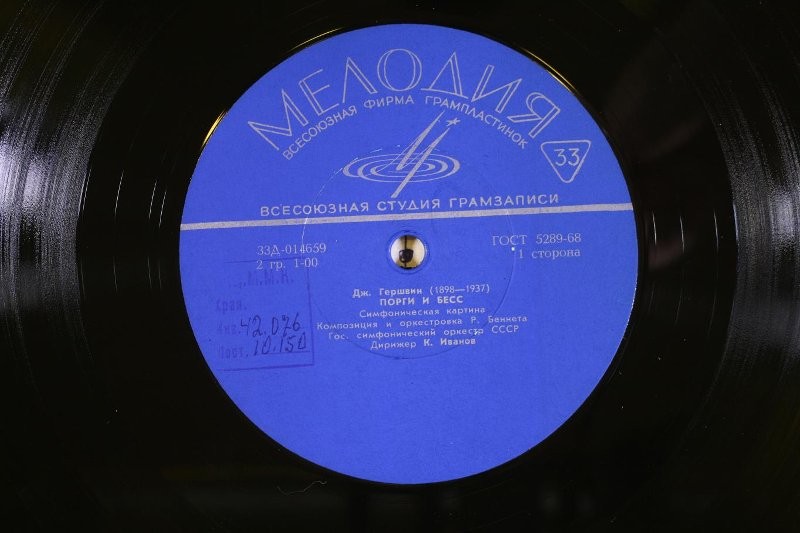 МЕЛОДИЯ
ВСЕСОЮЗНАЯ ФИРМА ГРАМПЛАСТИНОК
33
ВСЕСОЮЗНАЯ СТУДИЯ ГРАМЗАПИСИ
33Д-014659
ГОСТ 5289-68
2 гр. 1-00
1 сторона
Дж. Гершвин (1898—1937)
ПОРГИ И БЕСС
Симфоническая картина
Композиция и оркестровка Р. Беннета
Гос. симфонический оркестр СССР
Дирижер К. Иванов
42.076
10.150